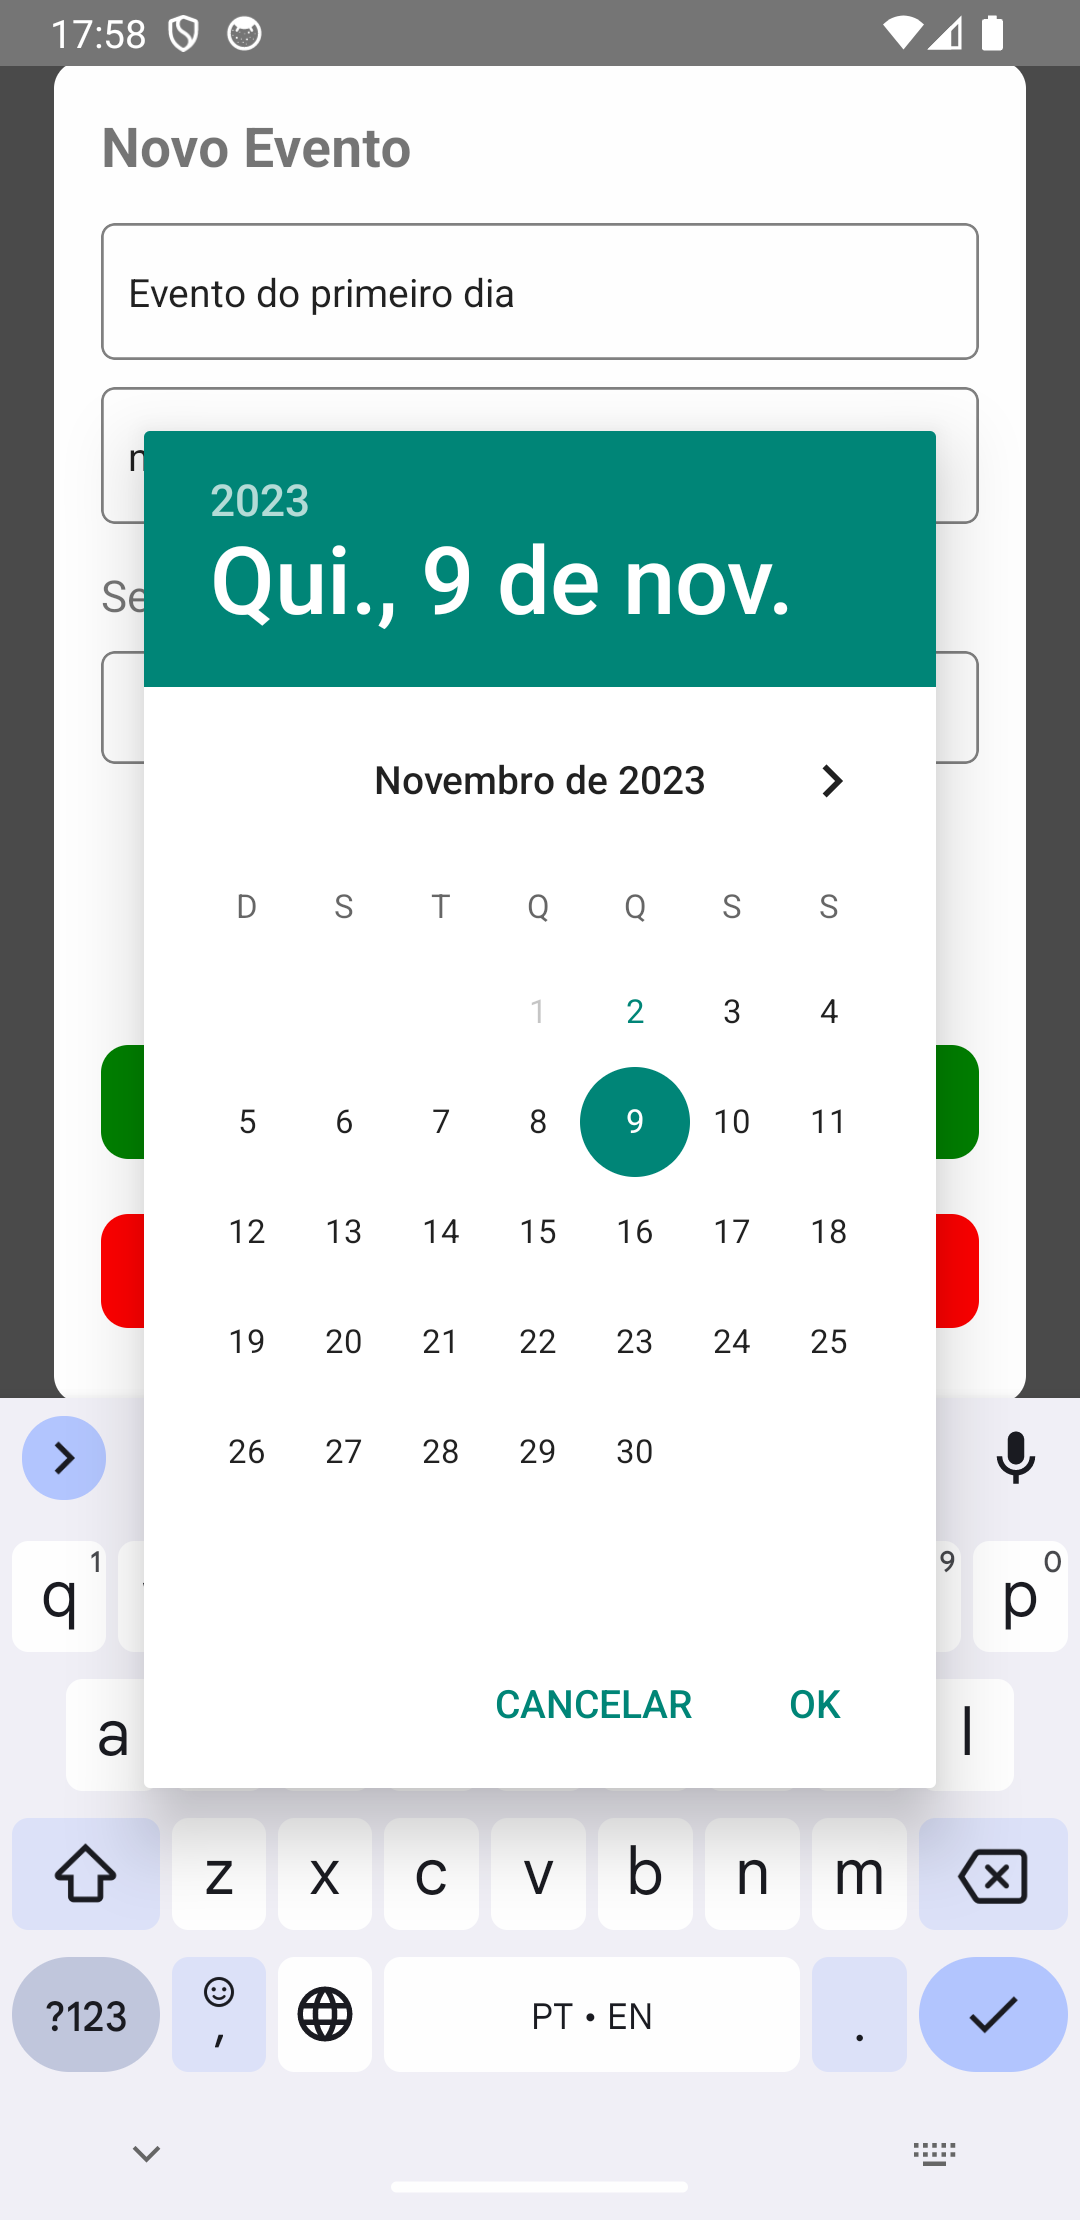 17:58
Novo Evento
Evento do primeiro dia
2023
Qui., 9 de nov.
Novembro de 2023
D S T Q Q S S
1 2 3 4
5 6 7 8 9 10 11
12 13 14 15 16 17 18
19 20 21 22 23 24 25
26 27 28 29 30
CANCELAR OK
q 1 9 p 0
a l
z x c v b n m
?123 , PT • EN .